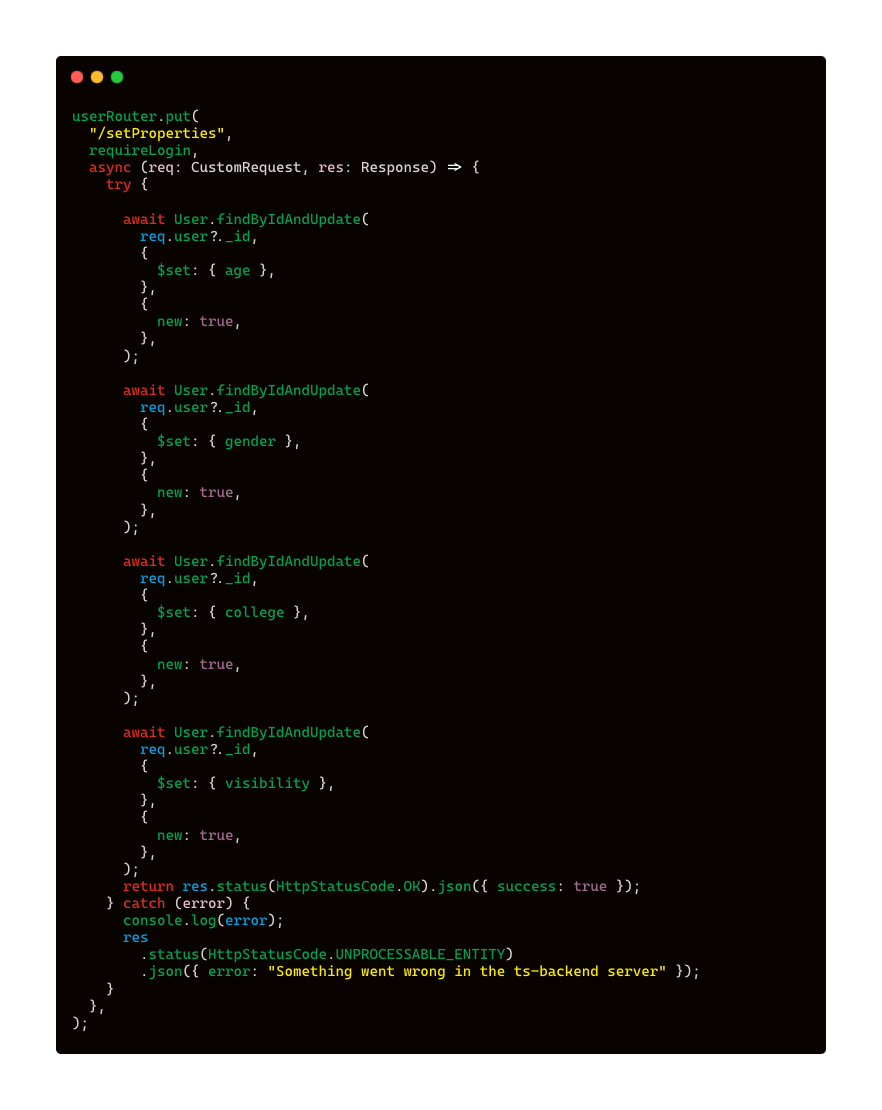 userRouter.put(
  "/setProperties",
  requireLogin,
  async (req: CustomRequest, res: Response) => {
    try {

      await User.findByIdAndUpdate(
        req.user?._id,
        {
          $set: { age },
        },
        {
          new: true,
        },
      );

      await User.findByIdAndUpdate(
        req.user?._id,
        {
          $set: { gender },
        },
        {
          new: true,
        },
      );

      await User.findByIdAndUpdate(
        req.user?._id,
        {
          $set: { college },
        },
        {
          new: true,
        },
      );

      await User.findByIdAndUpdate(
        req.user?._id,
        {
          $set: { visibility },
        },
        {
          new: true,
        },
      );
      return res.status(HttpStatusCode.OK).json({ success: true });
    } catch (error) {
      console.log(error);
      res
        .status(HttpStatusCode.UNPROCESSABLE_ENTITY)
        .json({ error: "Something went wrong in the ts-backend server" });
    }
  },
);